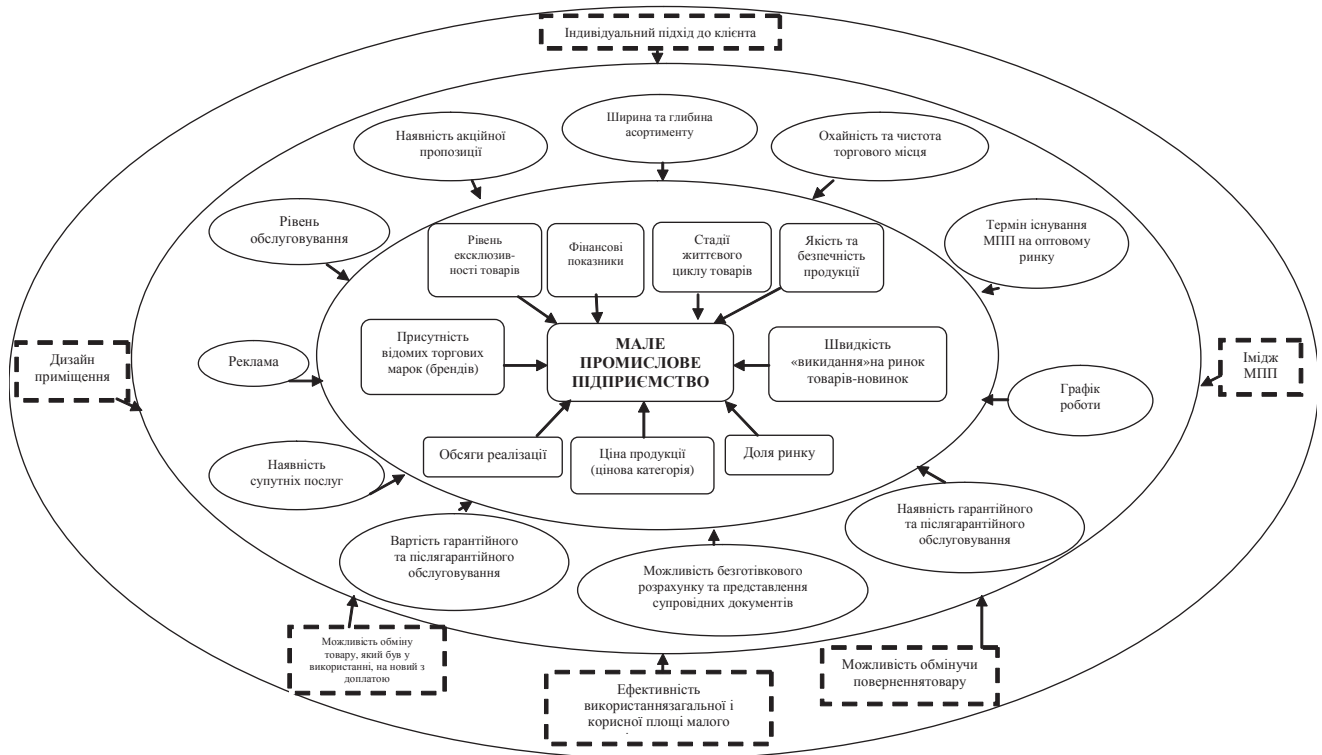 Індивідуальний підхід до клієнта
Ширина та глибина
асортименту
Наявність акційної
пропозиції
Охайність та чистота
торгового місця
Рівень
обслуговування
Термін існування
МПП на оптовому
ринку
Рівень
ексклюзив-
ності товарів
Фінансові
показники
Стадії
життєвого
циклу товарів
Якість та
безпечність
продукції
Присутність
відомих торгових
марок (брендів)
МАЛЕ
ПРОМИСЛОВЕ
ПІДПРИЄМСТВО
Швидкість
«викидання»на ринок
товарів-новинок
Дизайн
приміщення
Реклама
Імідж
МПП
Графік
роботи
Обсяги реалізації
Ціна продукції
(цінова категорія)
Доля ринку
Наявність
супутніх послуг
Наявність гарантійного
та післягарантійного
обслуговування
Вартість гарантійного
та післягарантійного
обслуговування
Можливість безготівкового
розрахунку та представлення
супровідних документів
Можливість обміну
товару, який був у
використанні, на новий з
доплатою
Ефективність
використаннязагальної і
корисної площі малого
Можливість обмінучи
поверненнятовару